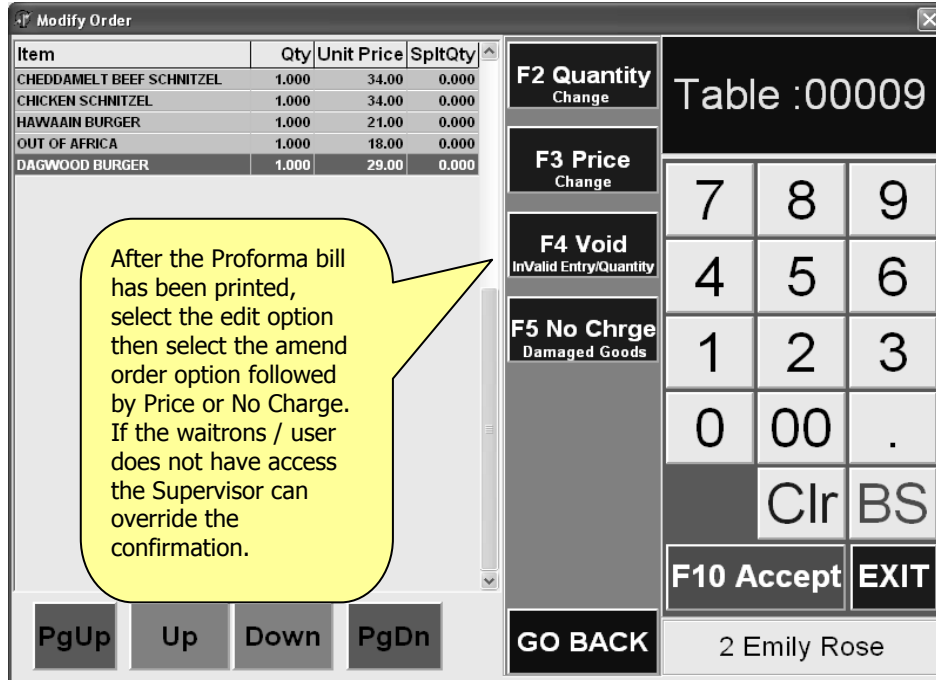 Modify Order
Item Qty Unit Price SpltQty
CHEDDAMELT BEEF SCHNITZEL 1.000 34.00 0.000
CHICKEN SCHNITZEL 1.000 34.00 0.000
HAWAAIN BURGER 1.000 21.00 0.000
OUT OF AFRICA 1.000 18.00 0.000
DAGWOOD BURGER 1.000 29.00 0.000
After the Proforma bill
has been printed,
select the edit option
then select the amend
order option followed
by Price or No Charge.
If the waitrons / user
does not have access
the Supervisor can
override the
confirmation.
PgUp Up Down PgDn
F2 Quantity
Change
F3 Price
Change
F4 Void
InValid Entry/Quantity
F5 No Chrge
Damaged Goods
GO BACK
Table :00009
7 8 9
4 5 6
1 2 3
0 00 .
Clr BS
F10 Accept EXIT
2 Emily Rose